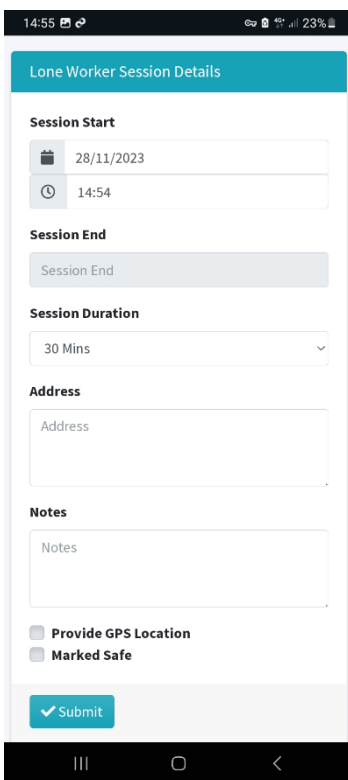 14:55 4G+ 23%
Lone Worker Session Details
Session Start
28/11/2023
14:54
Session End
Session End
Session Duration
30 Mins
Address
Address
Notes
Notes
Provide GPS Location
Marked Safe
Submit